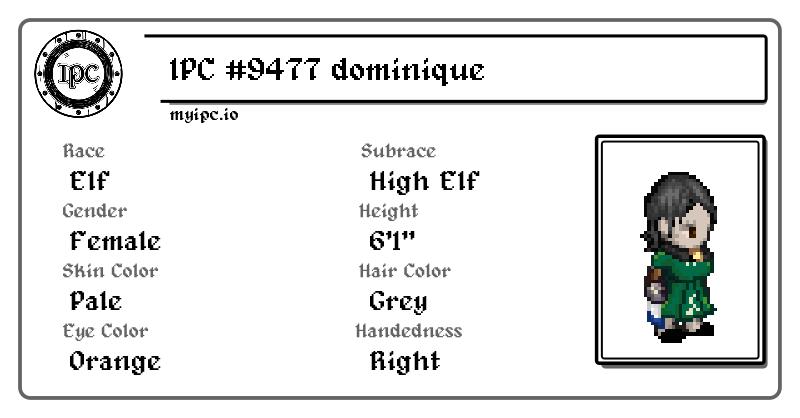 IPC
IPC #9477 dominique
myipc.io
Race
Elf
Subrace
High Elf
Gender
Female
Height
6'1"
Skin Color
Pale
Hair Color
Grey
Eye Color
Orange
Handedness
Right